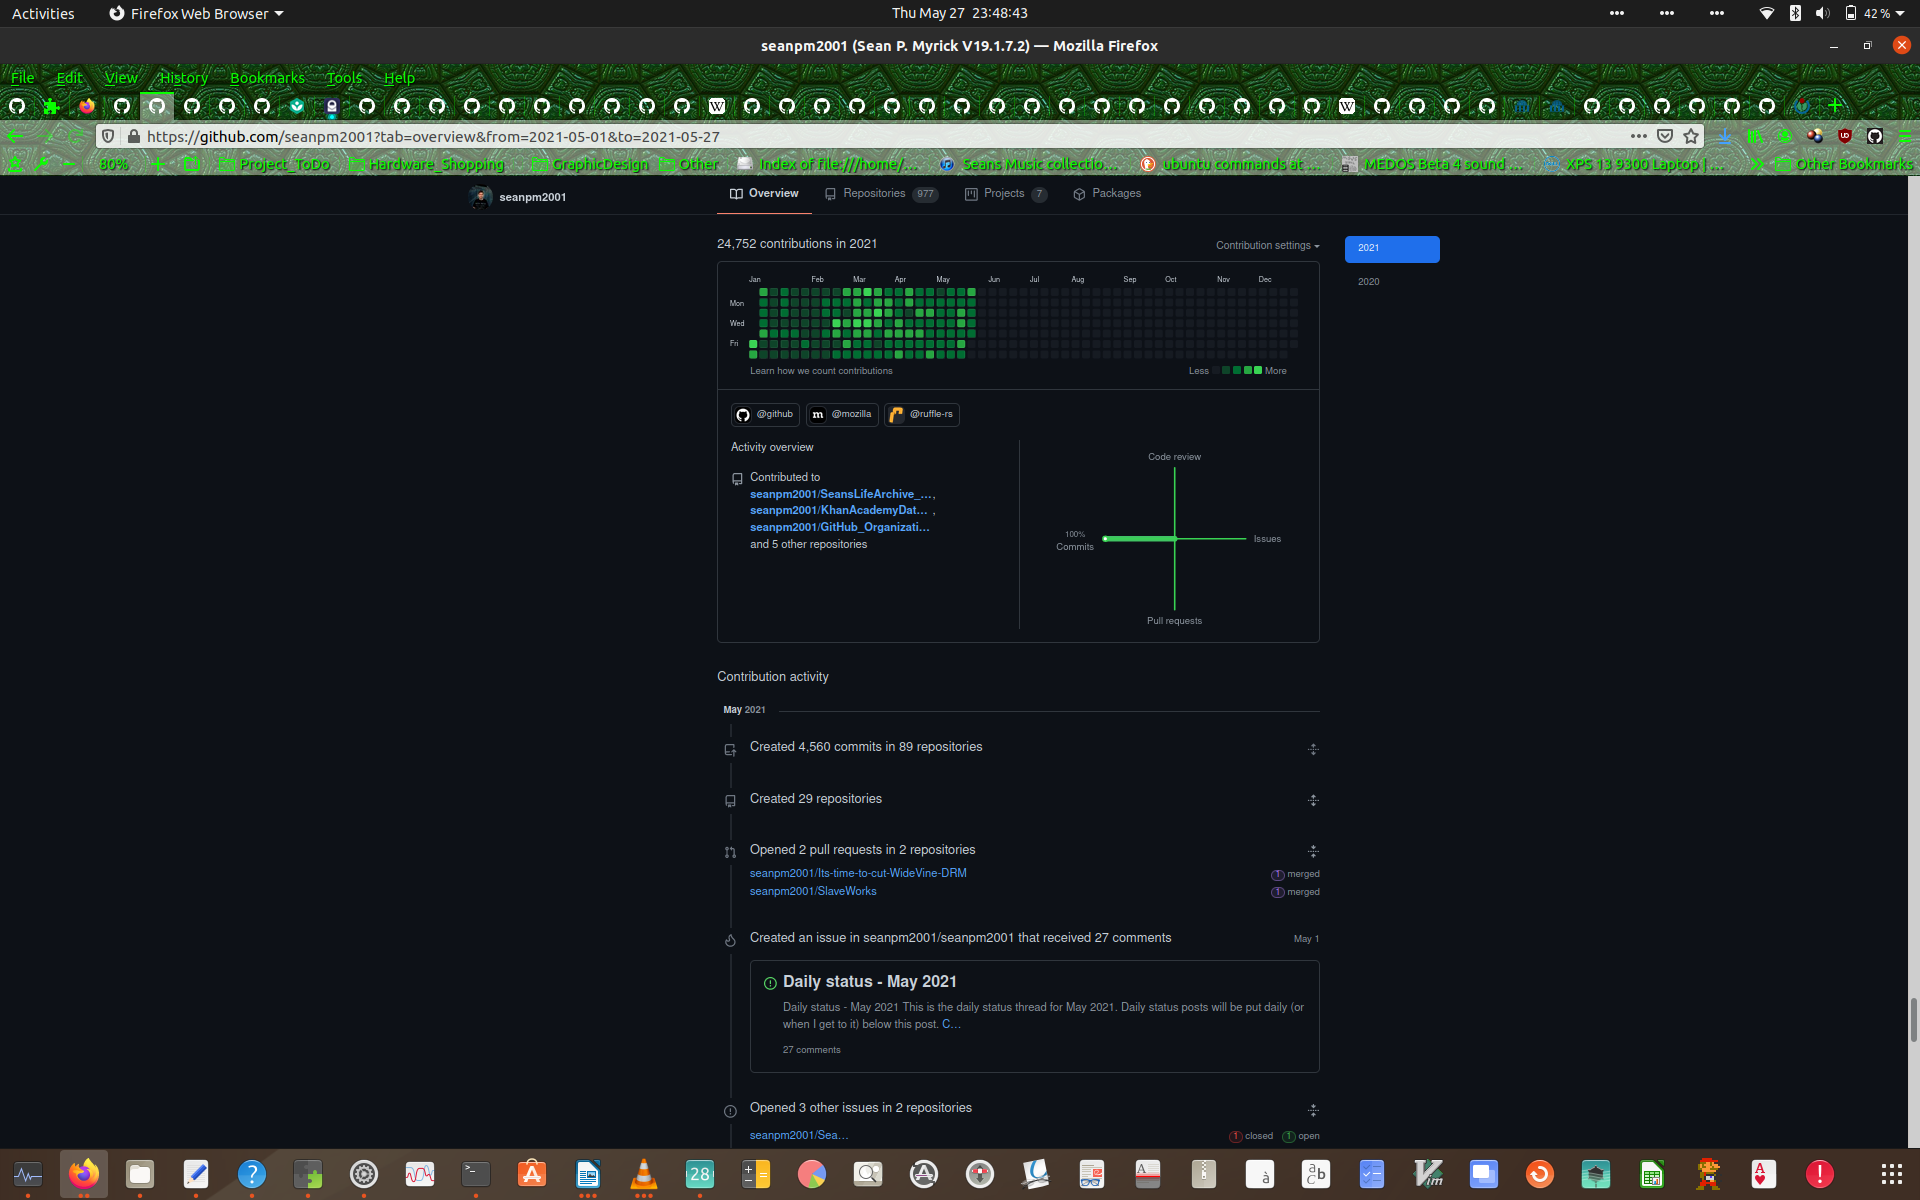 Activities
Firefox Web Browser
Thu May 27 23:48:43
42 %
seanpm2001 (Sean P. Myrick V19.1.7.2) — Mozilla Firefox
File Edit View History Bookmarks Tools Help
https://github.com/seanpm2001?tab=overview&from=2021-05-01&to=2021-05-27
80%
Project_ToDo
Hardware_Shopping
GraphicDesign
Other
Index of file:///home/...
Seans Music collectio...
ubuntu commands at ...
MEDOS Beta 4 sound ...
XPS 13 9300 Laptop | ...
Other Bookmarks
seanpm2001
Overview
Repositories 977
Projects 7
Packages
24,752 contributions in 2021
Contribution settings
2021
2020
Jan Feb Mar Apr May Jun Jul Aug Sep Oct Nov Dec
Mon
Wed
Fri
Learn how we count contributions
Less
More
@github
@mozilla
@ruffle-rs
Activity overview
Contributed to
seanpm2001/SeansLifeArchive_... ,
seanpm2001/KhanAcademyDat... ,
seanpm2001/GitHub_Organizati...
and 5 other repositories
Code review
100%
Commits
Issues
Pull requests
Contribution activity
May 2021
Created 4,560 commits in 89 repositories
Created 29 repositories
Opened 2 pull requests in 2 repositories
seanpm2001/Its-time-to-cut-WideVine-DRM
1 merged
seanpm2001/SlaveWorks
1 merged
Created an issue in seanpm2001/seanpm2001 that received 27 comments
May 1
Daily status - May 2021
Daily status - May 2021 This is the daily status thread for May 2021. Daily status posts will be put daily (or
when I get to it) below this post. C...
27 comments
Opened 3 other issues in 2 repositories
seanpm2001/Sea...
1 closed
1 open
28